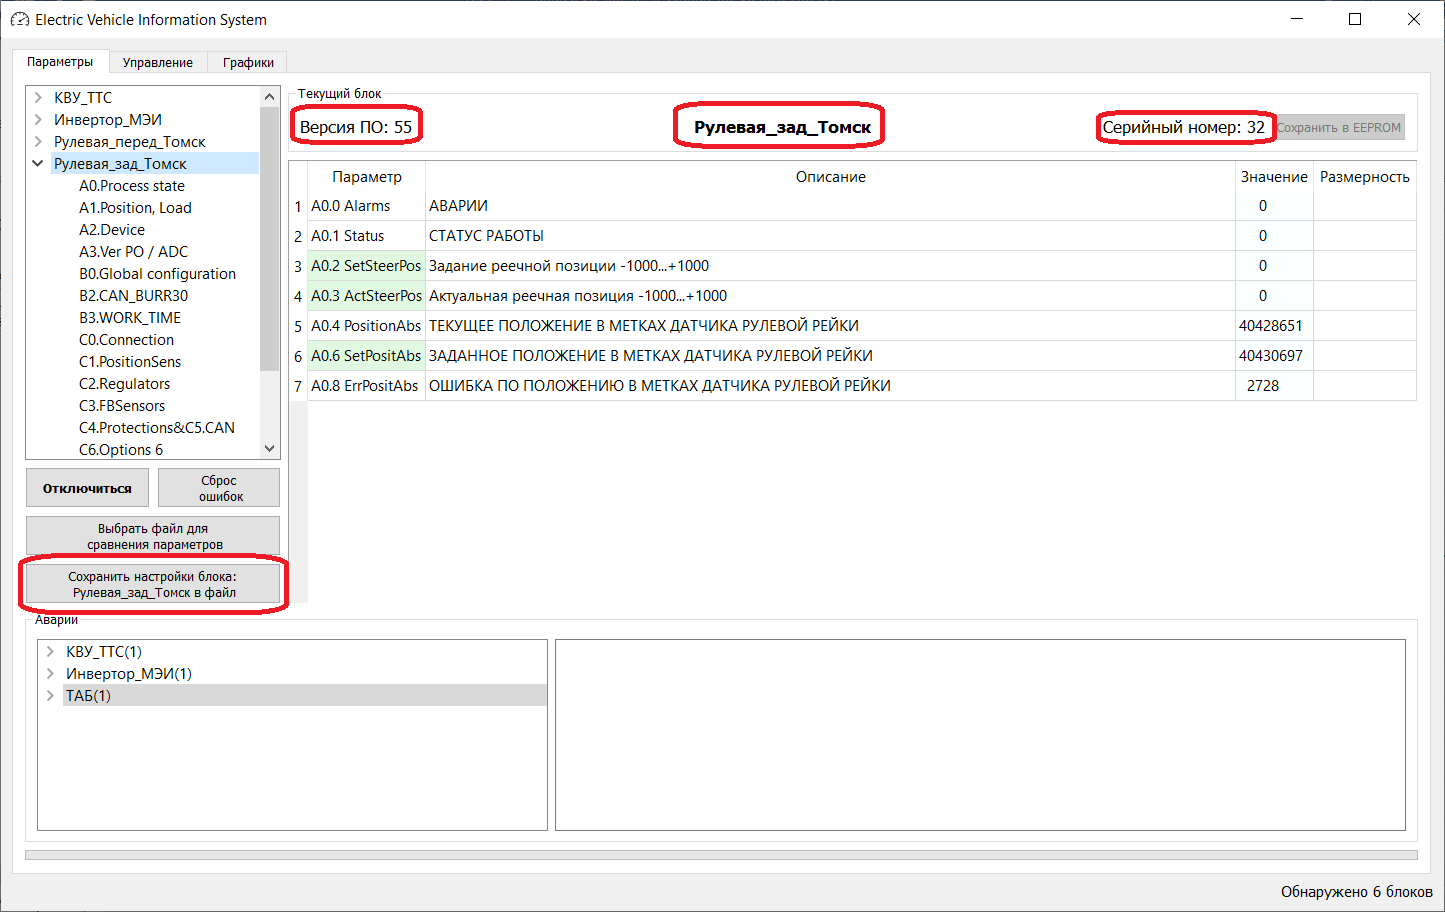 Electric Vehicle Information System
Параметры
Управление
Графики
КВУ_ТТС
Инвертор_МЭИ
Рулевая_перед_Томск
Рулевая_зад_Томск
A0.Process state
A1.Position, Load
A2.Device
A3.Ver PO / ADC
B0.Global configuration
B2.CAN_BURR30
B3.WORK_TIME
C0.Connection
C1.PositionSens
C2.Regulators
C3.FBSensors
C4.Protections&C5.CAN
C6.Options 6
Отключиться
Сброс
ошибок
Выбрать файл для
сравнения параметров
Сохранить настройки блока:
Рулевая_зад_Томск в файл
Текущий блок
Версия ПО: 55
Рулевая_зад_Томск
Серийный номер: 32
Сохранить в EEPROM
Параметр Описание Значение Размерность
1 A0.0 Alarms АВАРИИ 0
2 A0.1 Status СТАТУС РАБОТЫ 0
3 A0.2 SetSteerPos Задание реечной позиции -1000...+1000 0
4 A0.3 ActSteerPos Актуальная реечная позиция -1000...+1000 0
5 A0.4 PositionAbs ТЕКУЩЕЕ ПОЛОЖЕНИЕ В МЕТКАХ ДАТЧИКА РУЛЕВОЙ РЕЙКИ 40428651
6 A0.6 SetPositAbs ЗАДАННОЕ ПОЛОЖЕНИЕ В МЕТКАХ ДАТЧИКА РУЛЕВОЙ РЕЙКИ 40430697
7 A0.8 ErrPositAbs ОШИБКА ПО ПОЛОЖЕНИЮ В МЕТКАХ ДАТЧИКА РУЛЕВОЙ РЕЙКИ 2728
Аварии
КВУ_ТТС(1)
Инвертор_МЭИ(1)
ТАБ(1)
Обнаружено 6 блоков